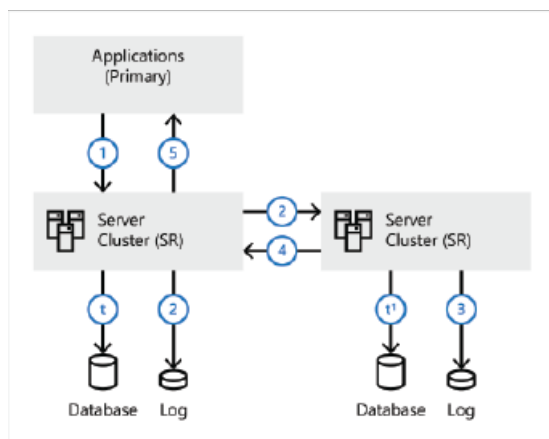 Applications
(Primary)
1
5
Server
Cluster (SR)
2
4
Server
Cluster (SR)
t
2
t¹
3
Database
Log
Database
Log